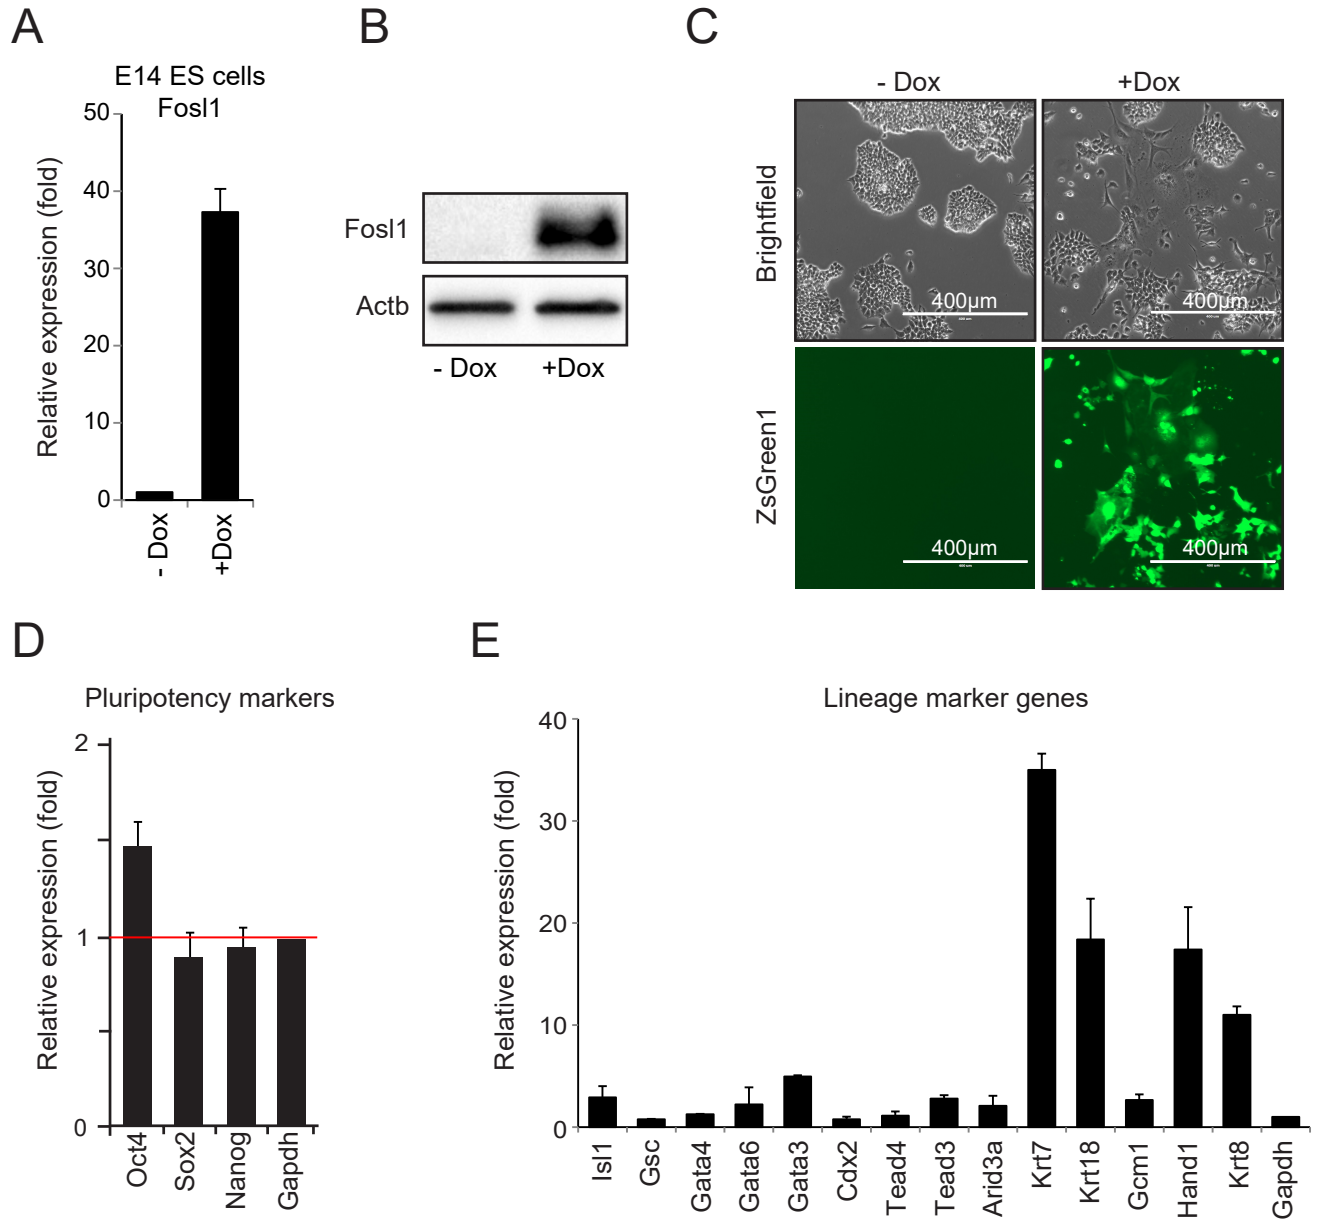 A
E14 ES cells
Fosl1
Relative expression (fold)
50
40
30
20
10
0
- Dox
+Dox
B
Fosl1
Actb
- Dox
+Dox
C
- Dox
+Dox
Brightfield
400µm
400µm
ZsGreen1
400µm
400µm
D
Pluripotency markers
Relative expression (fold)
2
1
0
Oct4
Sox2
Nanog
Gapdh
E
Lineage marker genes
Relative expression (fold)
40
30
20
10
0
Isl1
Gsc
Gata4
Gata6
Gata3
Cdx2
Tead4
Tead3
Arid3a
Krt7
Krt18
Gcm1
Hand1
Krt8
Gapdh